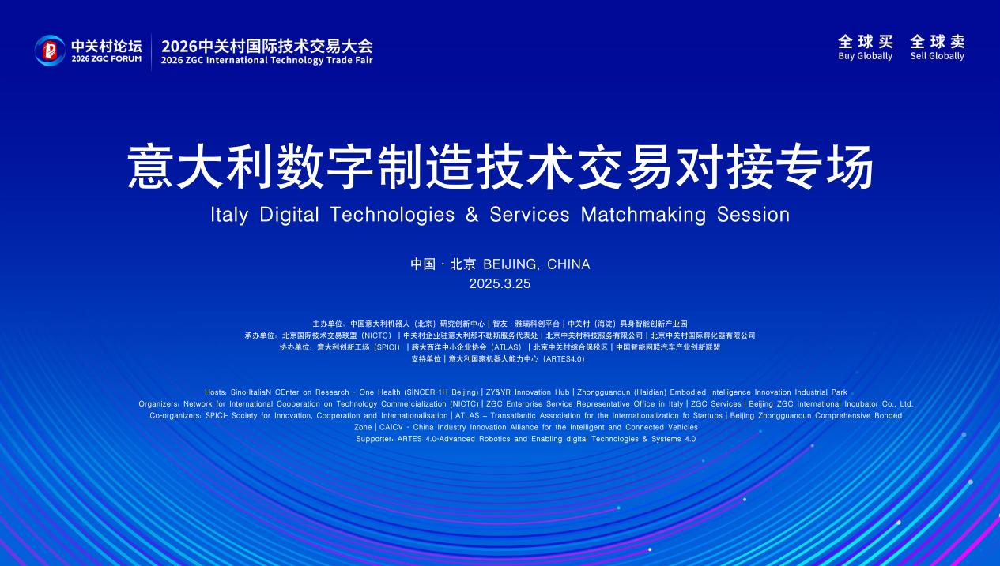 中关村论坛
2026 ZGC FORUM
2026中关村国际技术交易大会
2026 ZGC International Technology Trade Fair
全球买 全球卖
Buy Globally Sell Globally
意大利数字制造技术交易对接专场
Italy Digital Technologies & Services Matchmaking Session
中国 · 北京 BEIJING, CHINA
2025.3.25
主办单位：中国意大利机器人（北京）研究创新中心 | 智友 · 雅瑞科创平台 | 中关村（海淀）具身智能创新产业园
承办单位：北京国际技术交易联盟（NICTC） | 中关村企业驻意大利那不勒斯服务代表处 | 北京中关村科技服务有限公司 | 北京中关村国际孵化器有限公司
协办单位：意大利创新工场（SPICI） | 跨大西洋中小企业协会（ATLAS） | 北京中关村综合保税区 | 中国智能网联汽车产业创新联盟
支持单位 | 意大利国家机器人能力中心（ARTES4.0）
Hosts: Sino-ItaliaN CEnter on Research - One Health (SINCER-1H Beijing) | ZY&YR Innovation Hub | Zhongguancun (Haidian) Embodied Intelligence Innovation Industrial Park
Organizers: Network for International Cooperation on Technology Commercialization (NICTC) | ZGC Enterprise Service Representative Office in Italy | ZGC Services | Beijing ZGC International Incubator Co., Ltd.
Co-organizers: SPICI- Society for Innovation, Cooperation and Internationalisation | ATLAS – Transatlantic Association for the Internationalization fo Startups | Beijing Zhongguancun Comprehensive Bonded
Zone | CAICV - China Industry Innovation Alliance for the Intelligent and Connected Vehicles
Supporter: ARTES 4.0-Advanced Robotics and Enabling digital Technologies & Systems 4.0